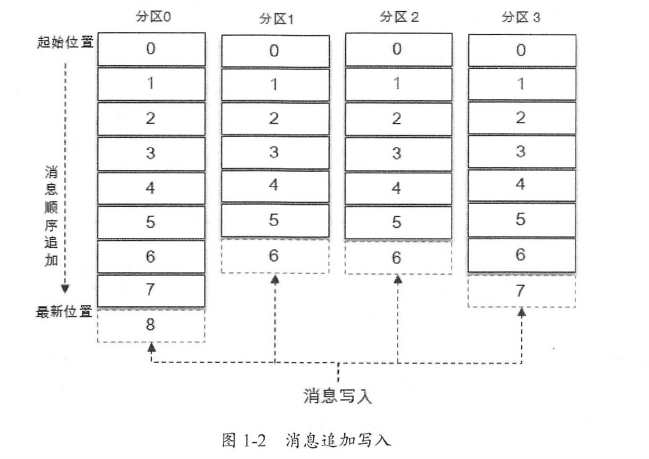 分区0 分区1 分区2 分区3
起始位置 0 0 0 0
1 1 1 1
2 2 2 2
3 3 3 3
4 4 4 4
5 5 5 5
6 6 6 6
7 7
8
消息顺序追加
最新位置
消息写入
图 1-2 消息追加写入